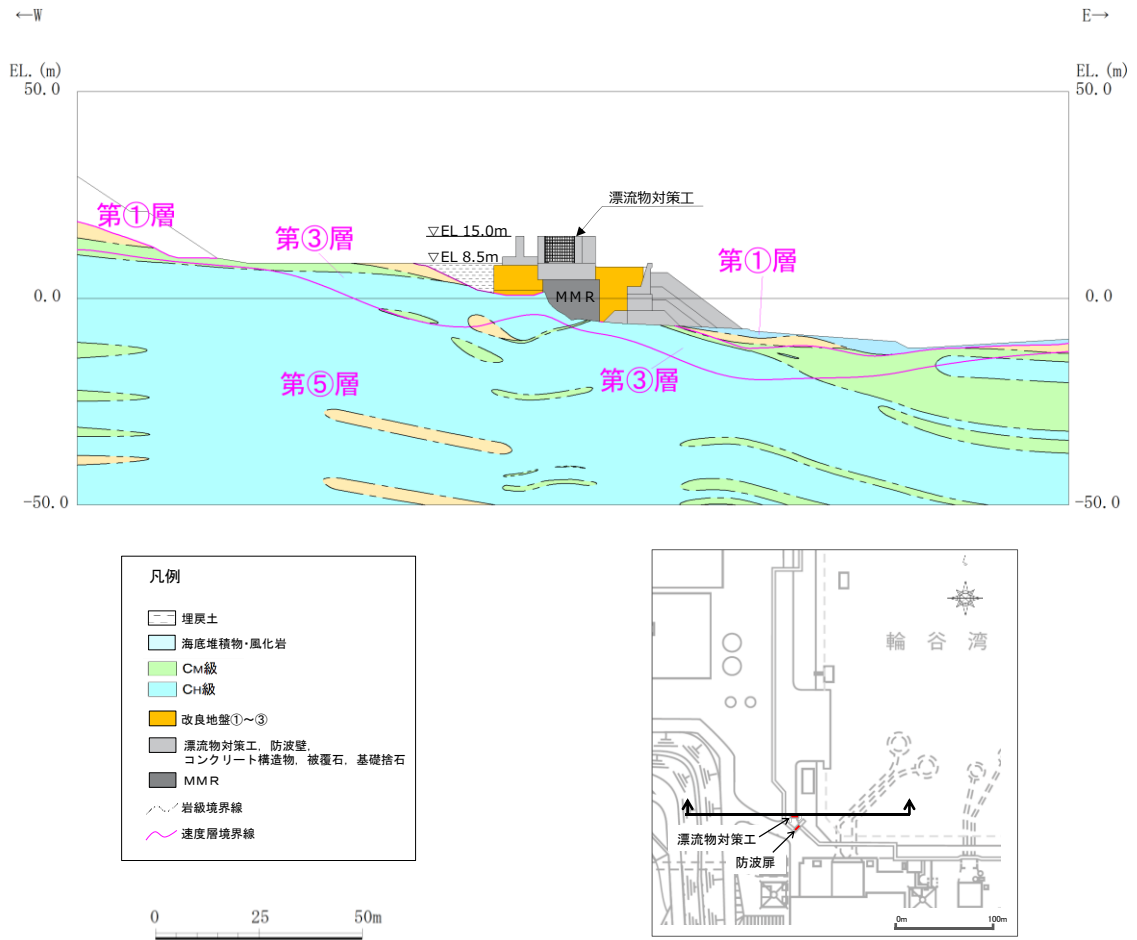 ←W
E→
EL.(m)
EL.(m)
50.0
50.0
漂流物対策工
第①層
第③層
▽EL 15.0m
▽EL 8.5m
第①層
0.0
MMR
0.0
第③層
第⑤層
-50.0
-50.0
凡例
埋戻土
海底堆積物・風化岩
CM級
CH級
改良地盤①～③
漂流物対策工，防波壁，
コンクリート構造物，被覆石，基礎捨石
MMR
岩級境界線
速度層境界線
0 25 50m
輪谷湾
漂流物対策工
防波扉
0m 100m